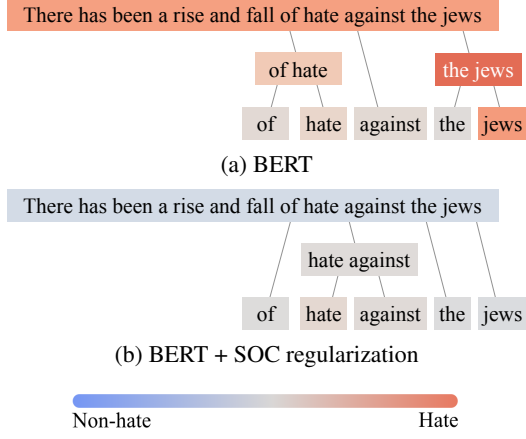 There has been a rise and fall of hate against the jews
of hate the jews
of hate against the jews
(a) BERT
There has been a rise and fall of hate against the jews
hate against
of hate against the jews
(b) BERT + SOC regularization
Non-hate Hate